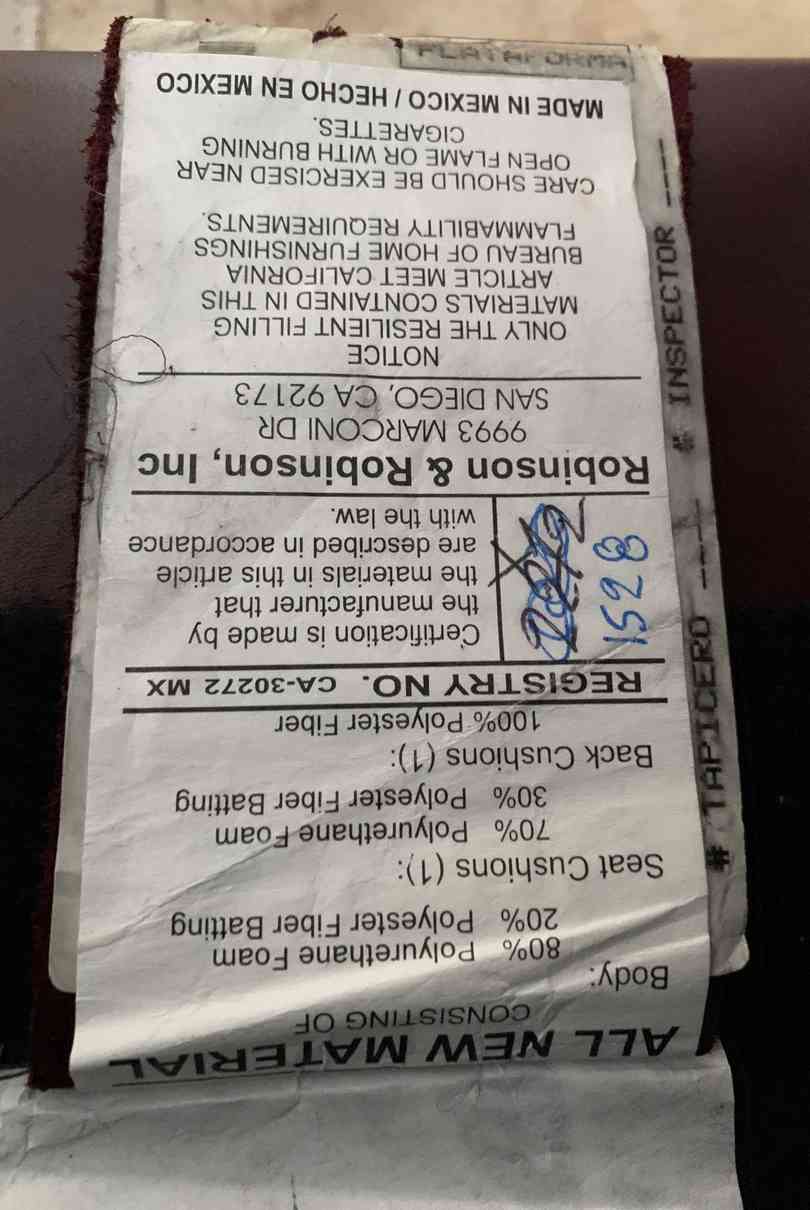 ALL NEW MATERIAL
CONSISTING OF
Body:
80% Polyurethane Foam
20% Polyester Fiber Batting
Seat Cushions (1):
70% Polyurethane Foam
30% Polyester Fiber Batting
Back Cushions (1):
100% Polyester Fiber
REGISTRY NO. CA-30272 MX
1528
Certification is made by
the manufacturer that
the materials in this article
are described in accordance
with the law.
Robinson & Robinson, Inc
9993 MARCONI DR
SAN DIEGO, CA 92173
NOTICE
ONLY THE RESILIENT FILLING
MATERIALS CONTAINED IN THIS
ARTICLE MEET CALIFORNIA
BUREAU OF HOME FURNISHINGS
FLAMMABILITY REQUIREMENTS.
CARE SHOULD BE EXERCISED NEAR
OPEN FLAME OR WITH BURNING
CIGARETTES.
MADE IN MEXICO / HECHO EN MEXICO
# TAPICERO ---- # INSPECTOR ----
PLATAFORMA